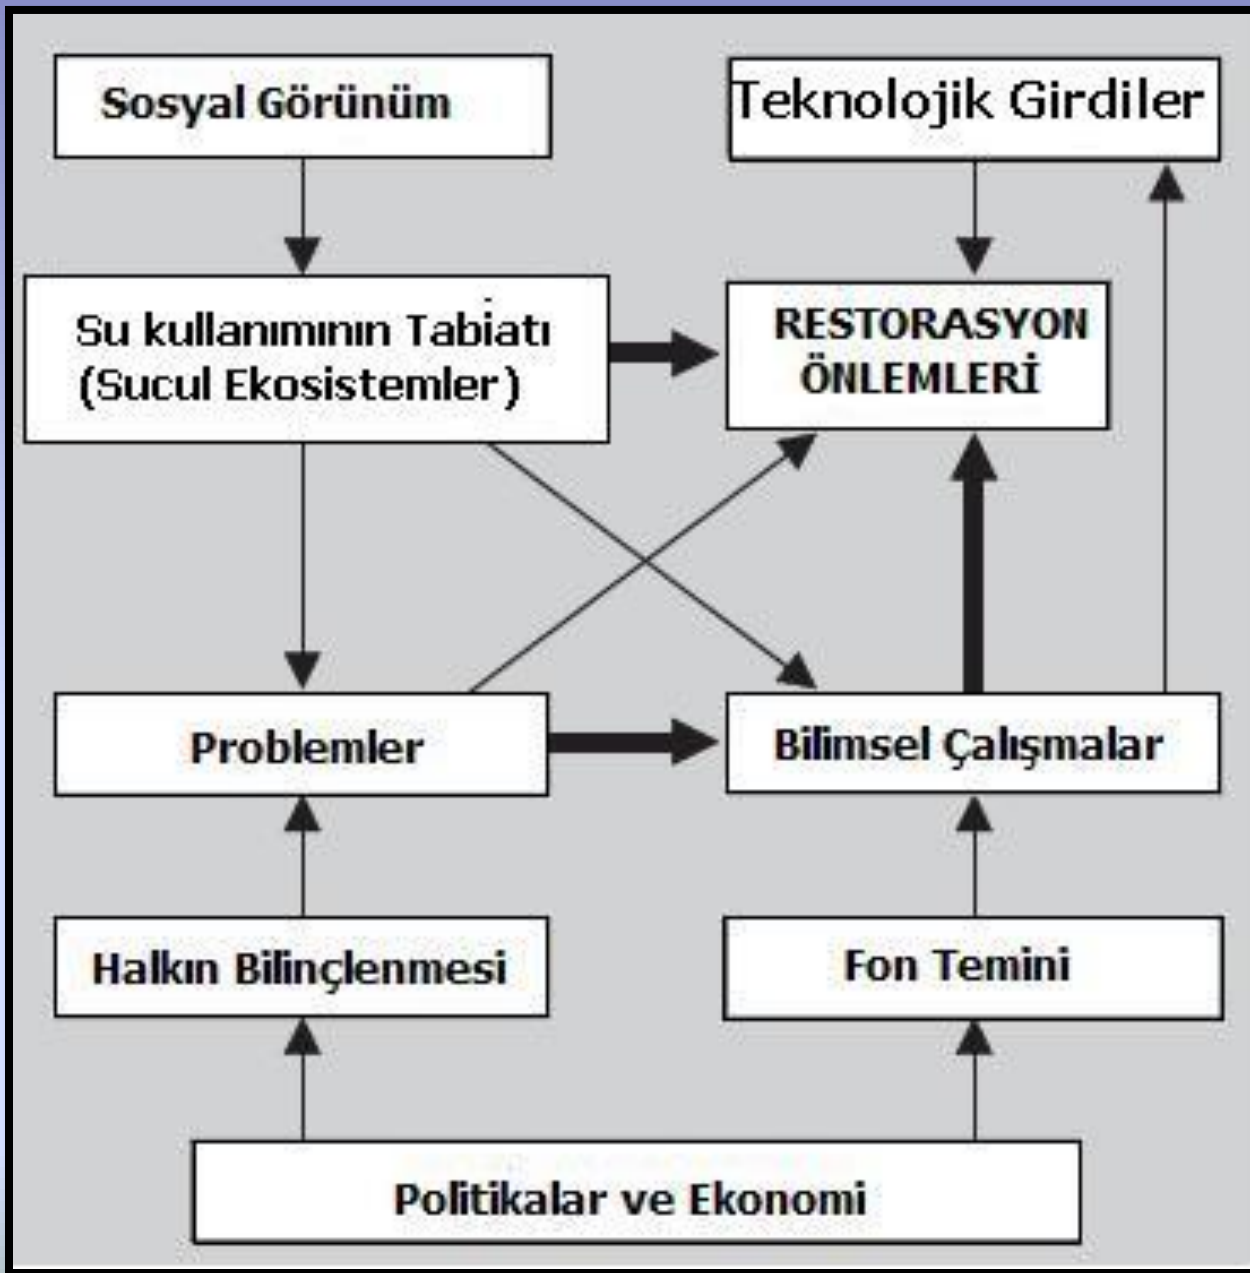 Sosyal Görünüm
Teknolojik Girdiler
Su kullanımının Tabiatı
(Sucul Ekosistemler)
RESTORASYON
ÖNLEMLERİ
Problemler
Bilimsel Çalışmalar
Halkın Bilinçlenmesi
Fon Temini
Politikalar ve Ekonomi